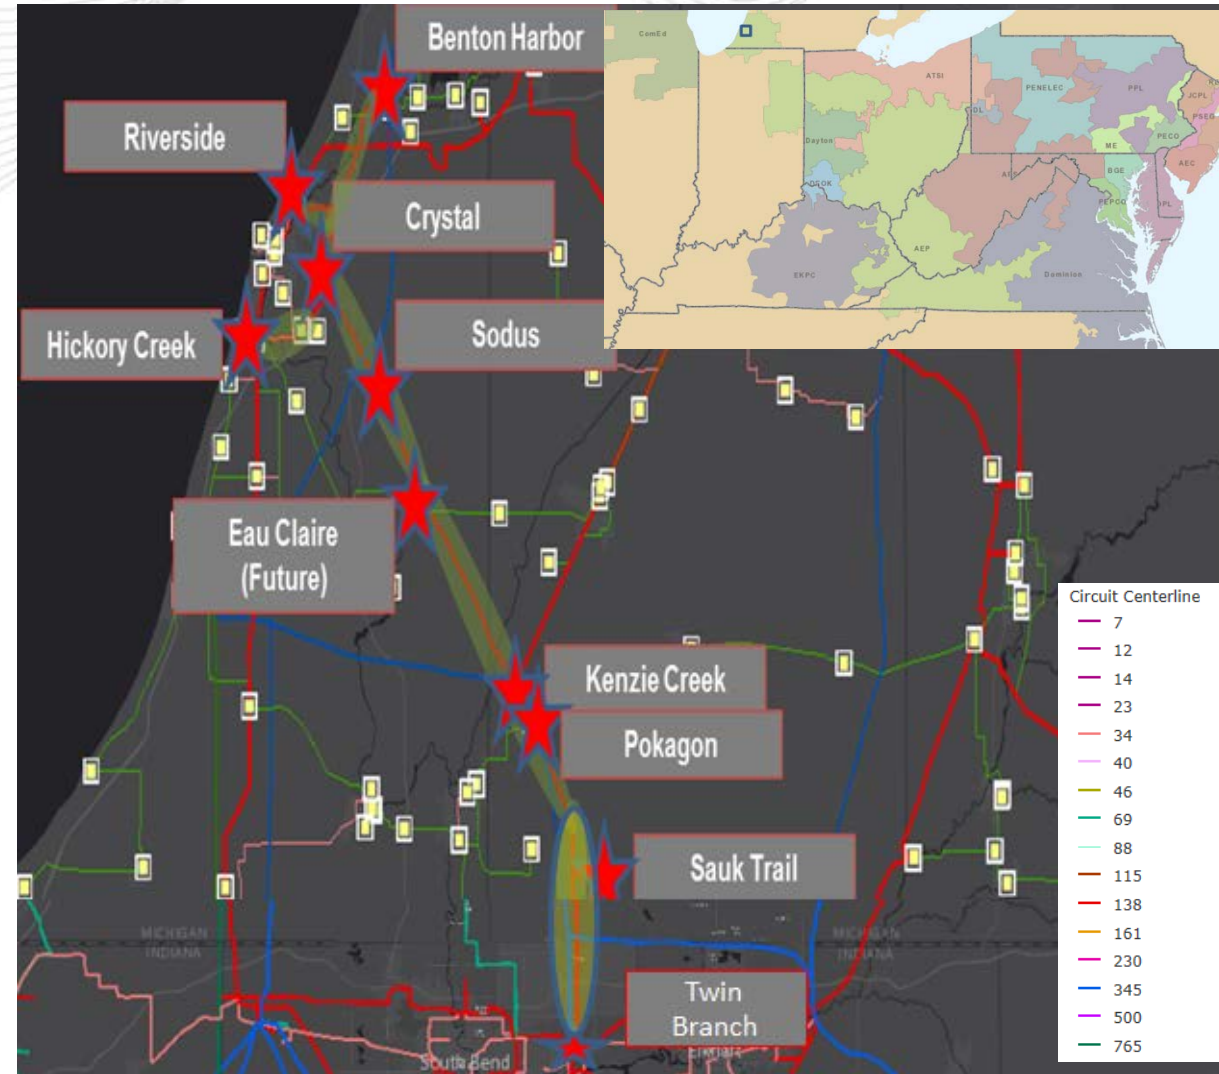 Benton Harbor
Riverside
Crystal
Hickory Creek
Sodus
Eau Claire
(Future)
Kenzie Creek
Pokagon
Sauk Trail
Twin
Branch
MICHIGAN
INDIANA
MICHIGAN
INDIANA
South Bend
ComEd
ATSI
PENELEC
PPL
JCPL
PSEG
PECO
ME
AEC
Dayton
BGE
PEPCO
AEP
EKPC
Dominion
Circuit Centerline
7
12
14
23
34
40
46
69
88
115
138
161
230
345
500
765